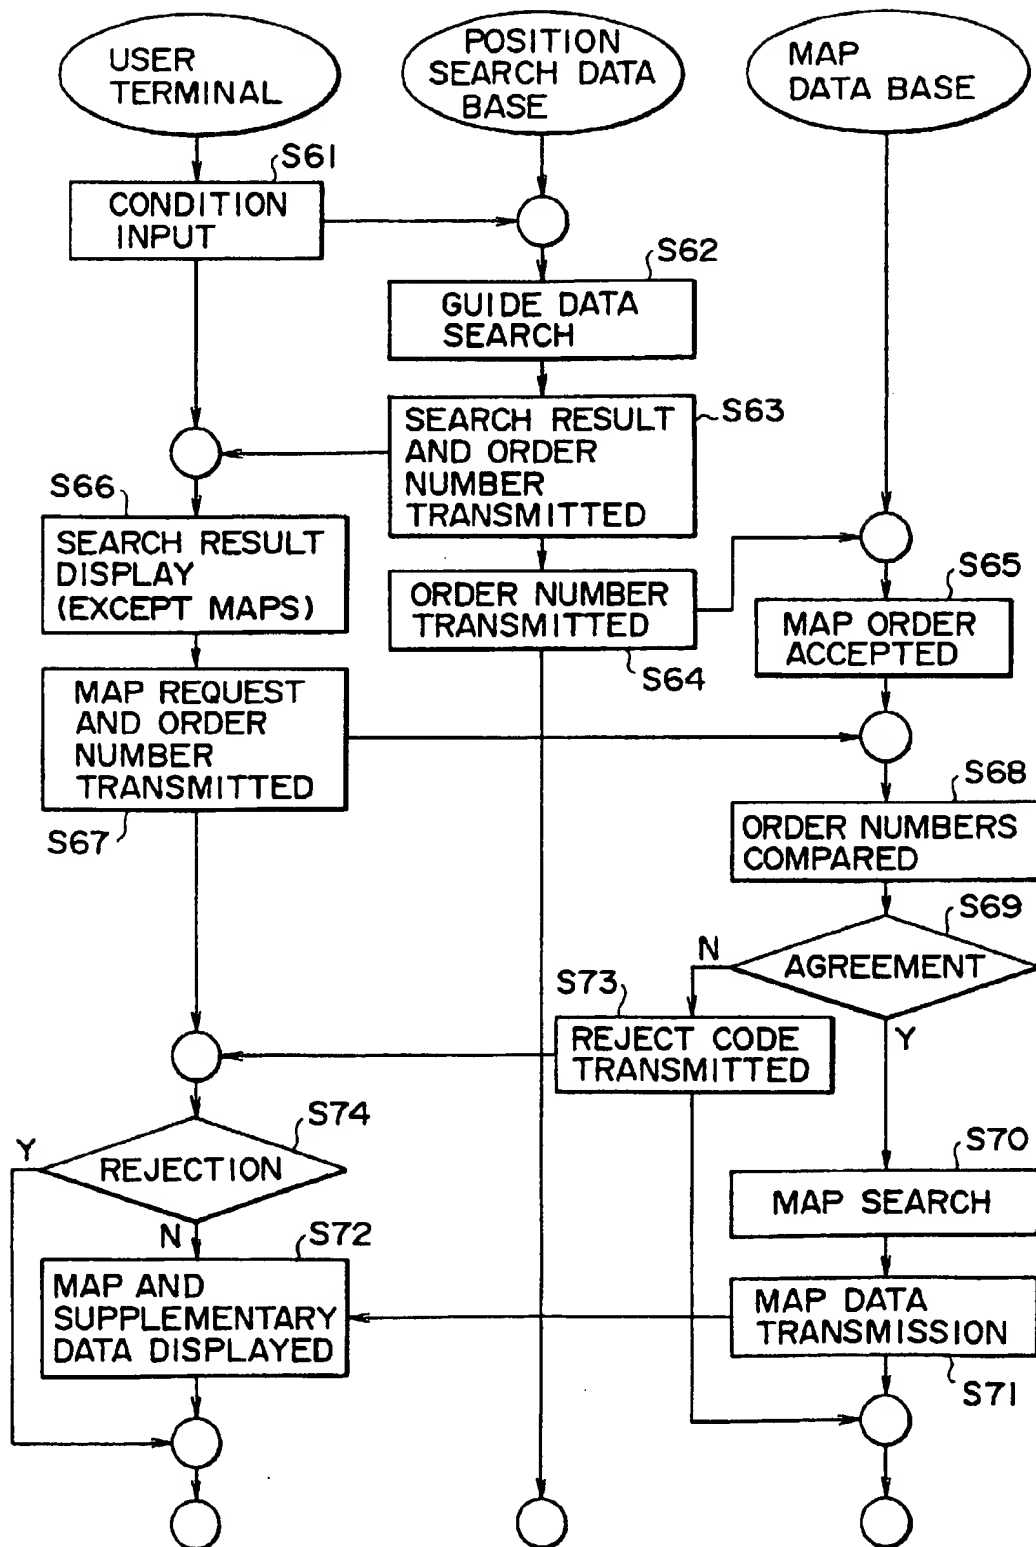 USER
TERMINAL
POSITION
SEARCH DATA
BASE
MAP
DATA BASE
S61
CONDITION
INPUT
S62
GUIDE DATA
SEARCH
S63
SEARCH RESULT
AND ORDER
NUMBER
TRANSMITTED
S66
SEARCH RESULT
DISPLAY
(EXCEPT MAPS)
ORDER NUMBER
TRANSMITTED
S64
S65
MAP ORDER
ACCEPTED
MAP REQUEST
AND ORDER
NUMBER
TRANSMITTED
S67
S68
ORDER NUMBERS
COMPARED
S69
AGREEMENT
N
Y
S73
REJECT CODE
TRANSMITTED
S74
REJECTION
Y
N
S70
MAP SEARCH
S72
MAP AND
SUPPLEMENTARY
DATA DISPLAYED
MAP DATA
TRANSMISSION
S71